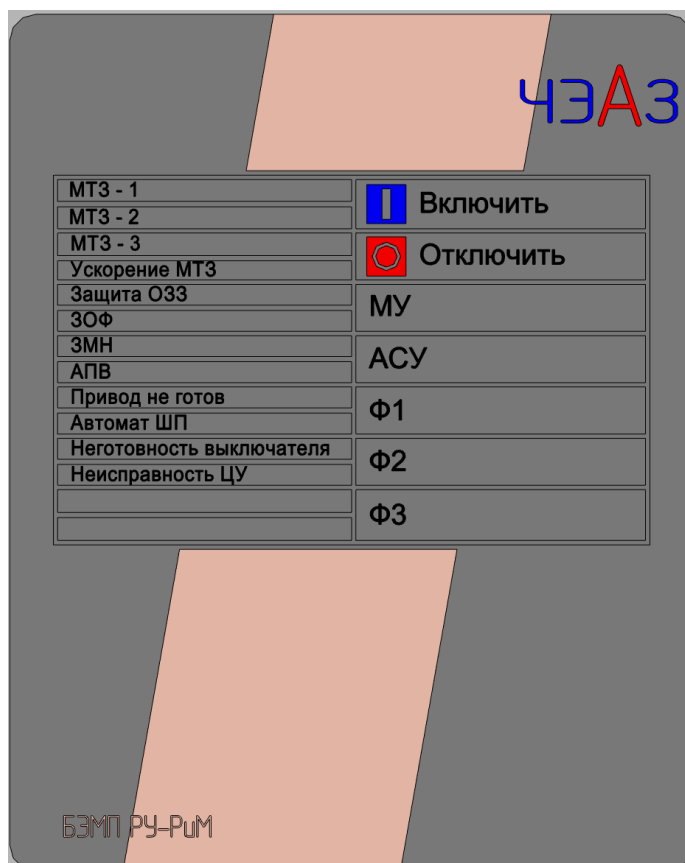 ЧЭАЗ
МТЗ - 1
МТЗ - 2
МТЗ - 3
Ускорение МТЗ
Защита ОЗЗ
ЗОФ
ЗМН
АПВ
Привод не готов
Автомат ШП
Неготовность выключателя
Неисправность ЦУ
Включить
Отключить
МУ
АСУ
Ф1
Ф2
Ф3
БЭМП РУ-РиМ